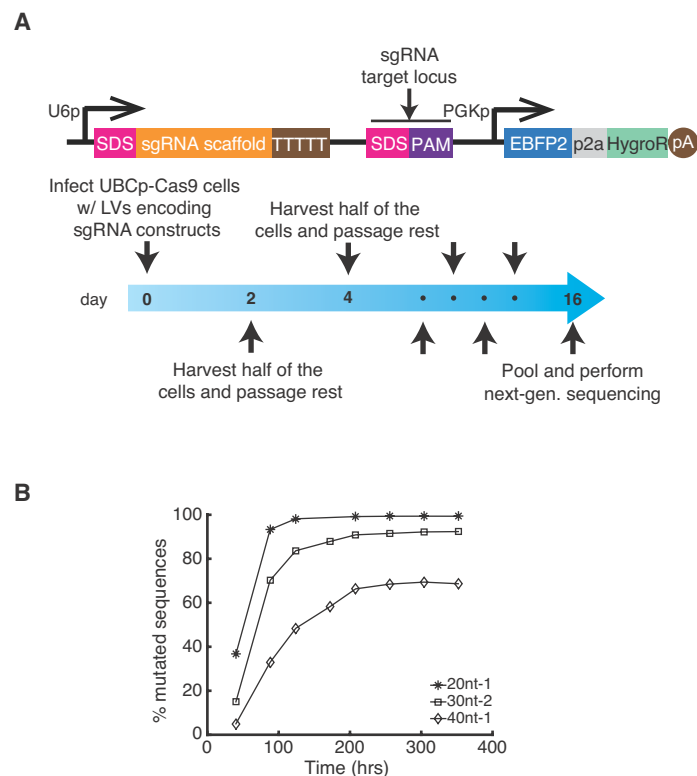 A
sgRNA
target locus
U6p
PGKp
SDS sgRNA scaffold TTTTT SDS PAM EBFP2 p2a HygroR pA
Infect UBCp-Cas9 cells
w/ LVs encoding
sgRNA constructs
Harvest half of the
cells and passage rest
day 0 2 4 • • • • 16
Harvest half of the
cells and passage rest
Pool and perform
next-gen. sequencing
B
% mutated sequences
100
80
60
40
20
0
20nt-1
30nt-2
40nt-1
0 100 200 300 400
Time (hrs)